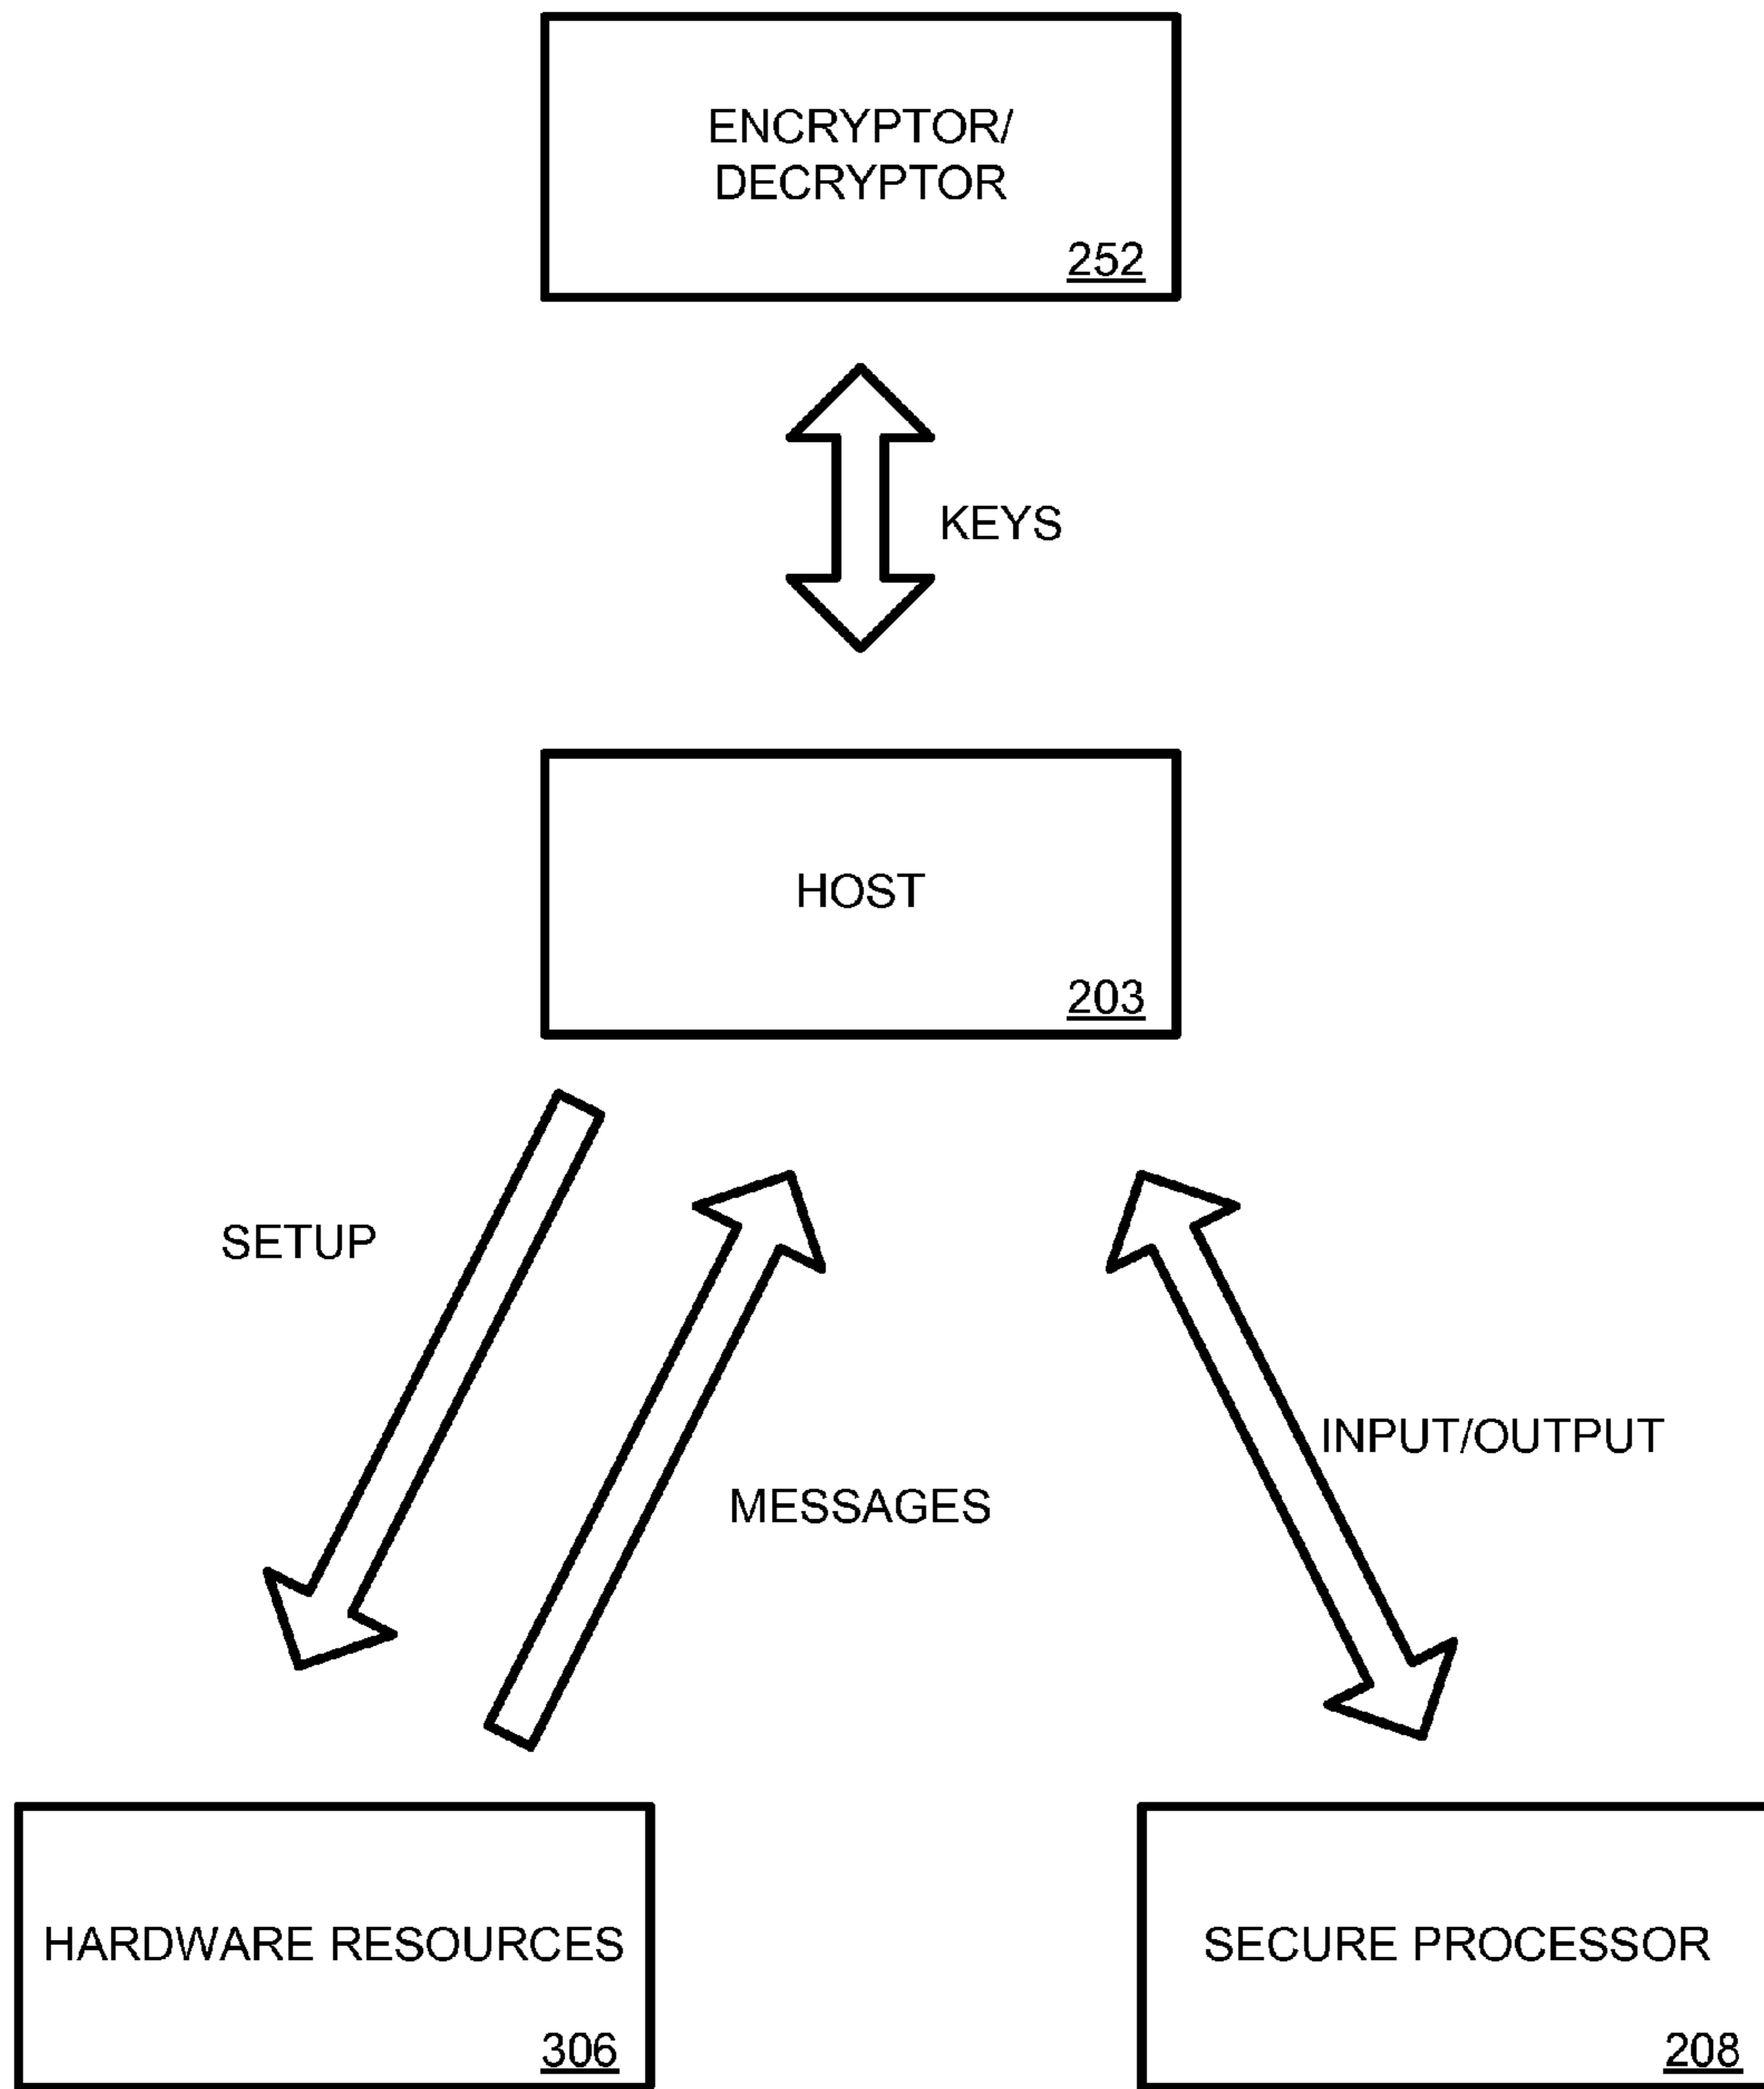 ENCRYPTOR/
DECRYPTOR
252
KEYS
HOST
203
SETUP
INPUT/OUTPUT
MESSAGES
HARDWARE RESOURCES
306
SECURE PROCESSOR
208